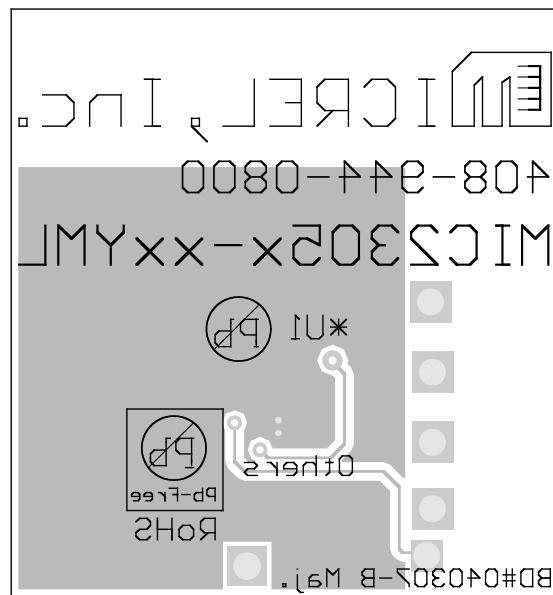 MICREL, Inc.
408-944-0800
MIC2305x-xxYML
*U1
Pb
Pb
Others
Pb-Free
RoHS
BD#040307-B Maj.